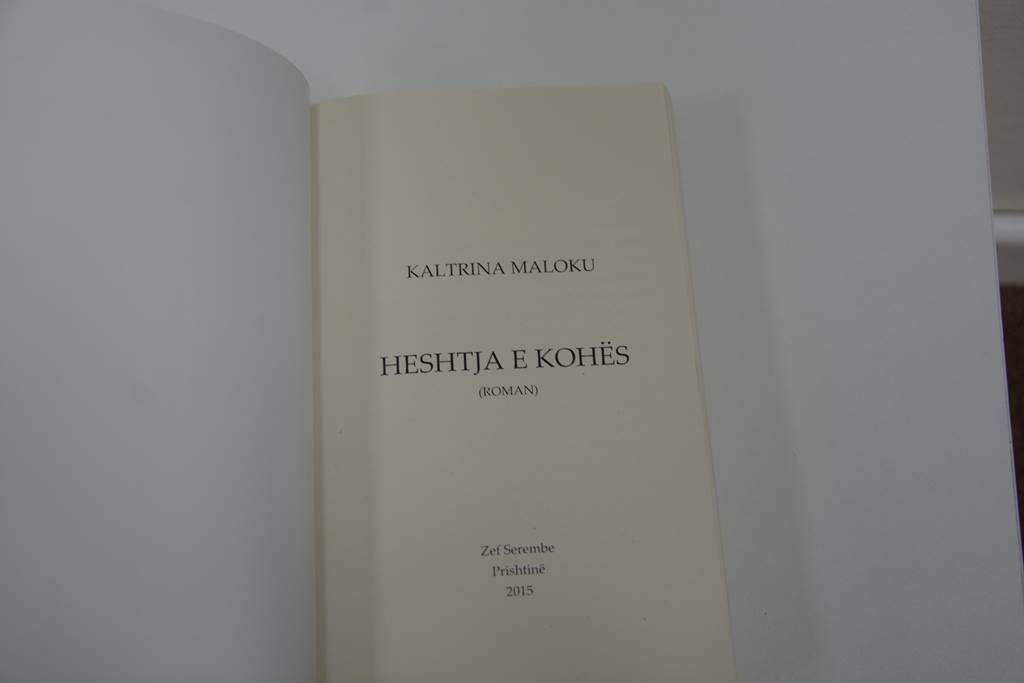 KALTRINA MALOKU
HESHTJA E KOHËS
(ROMAN)
Zef Serembe
Prishtinë
2015